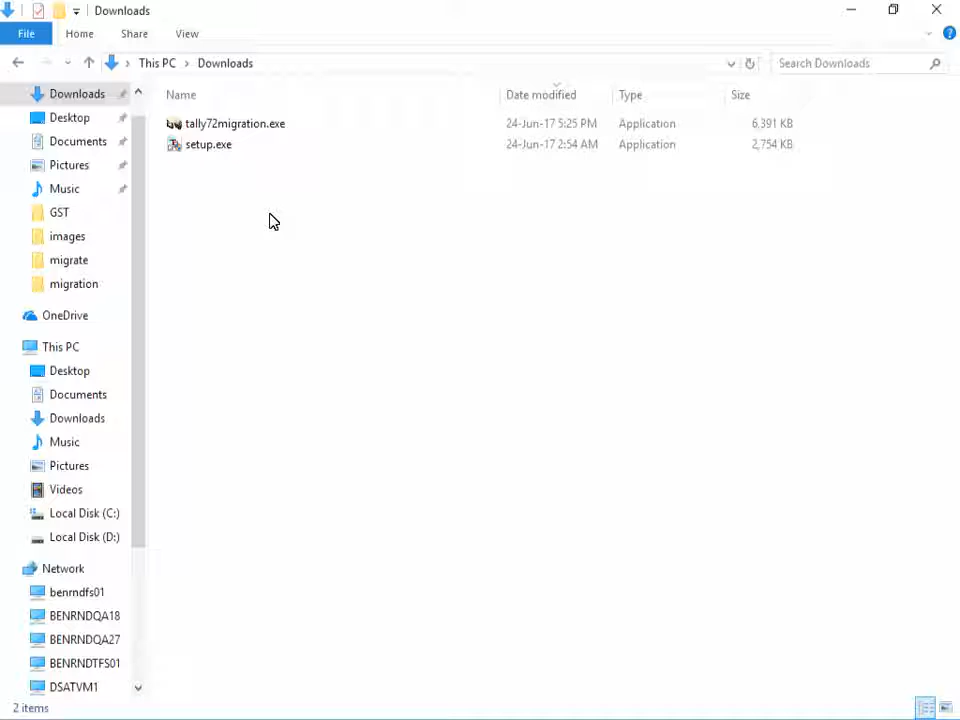 Downloads
File Home Share View
This PC Downloads Search Downloads
Name Date modified Type Size
tally72migration.exe 24-Jun-17 5:25 PM Application 6,391 KB
setup.exe 24-Jun-17 2:54 AM Application 2,754 KB
Downloads
Desktop
Documents
Pictures
Music
GST
images
migrate
migration
OneDrive
This PC
Desktop
Documents
Downloads
Music
Pictures
Videos
Local Disk (C:)
Local Disk (D:)
Network
benrndfs01
BENRNDQA18
BENRNDQA27
BENRNDTFS01
DSATVM1
2 items